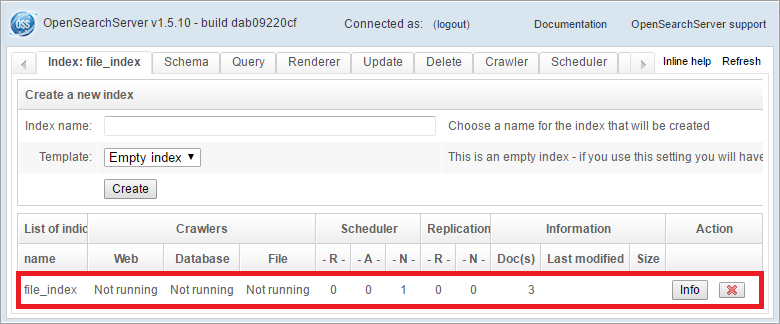 OSS OpenSearchServer v1.5.10 - build dab09220cf Connected as: (logout) Documentation OpenSearchServer support
Index: file_index Schema Query Renderer Update Delete Crawler Scheduler Inline help Refresh
Create a new index
Index name: Choose a name for the index that will be created
Template: Empty index This is an empty index - if you use this setting you will have
Create
List of indic Crawlers Scheduler Replication Information Action
name Web Database File - R - - A - - N - - R - - N - Doc(s) Last modified Size
file_index Not running Not running Not running 0 0 1 0 0 3 Info